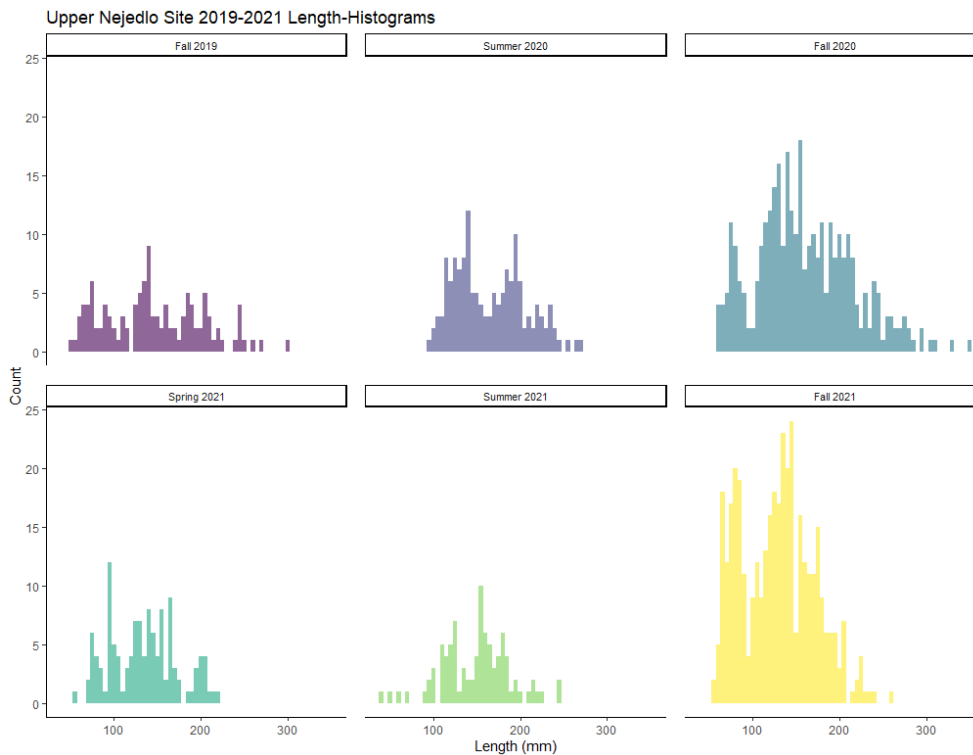 Upper Nejedlo Site 2019-2021 Length-Histograms
Fall 2019
Summer 2020
Fall 2020
25
20
15
10
5
0
Count
Spring 2021
Summer 2021
Fall 2021
25
20
15
10
5
0
100
200
300
100
200
300
100
200
300
Length (mm)